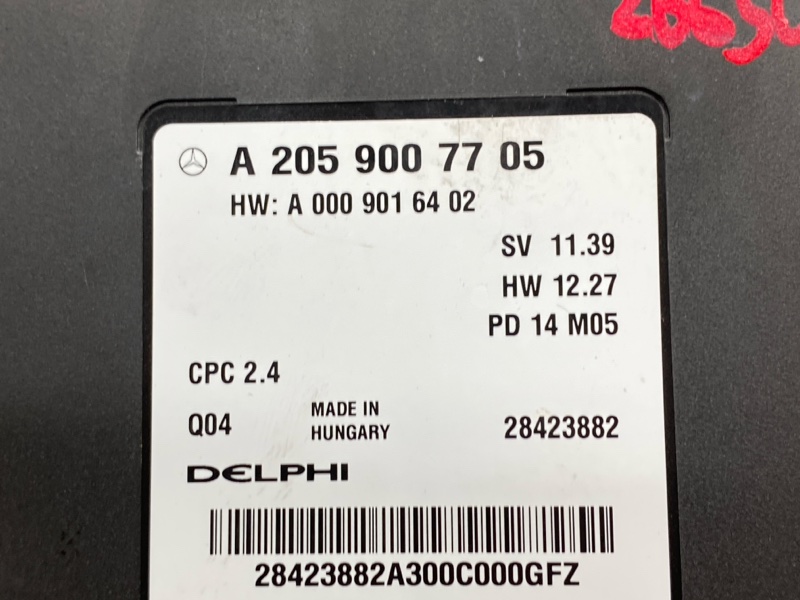 A 205 900 77 05
HW: A 000 901 64 02
SV 11.39
HW 12.27
PD 14 M05
CPC 2.4
Q04
MADE IN
HUNGARY
28423882
DELPHI
28423882A300C000GFZ